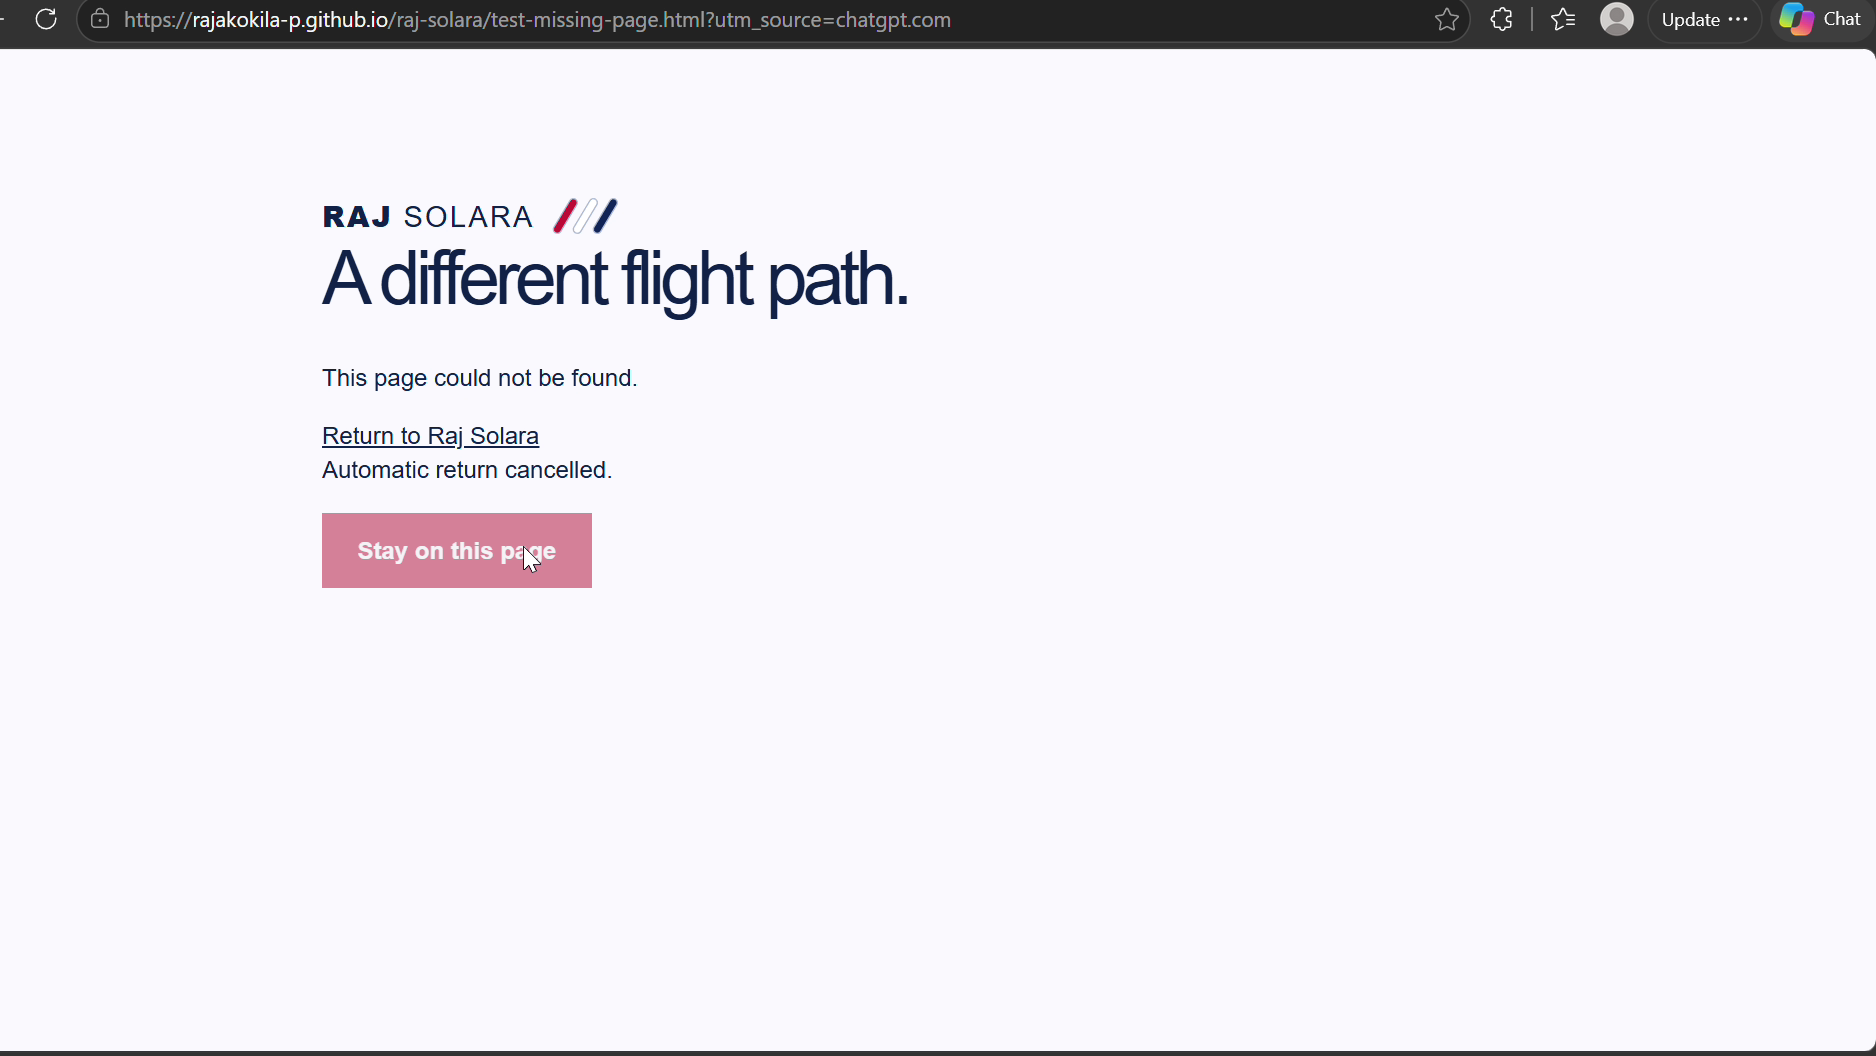 https://rajakokila-p.github.io/raj-solara/test-missing-page.html?utm_source=chatgpt.com
Update
Chat
RAJ SOLARA
A different flight path.
This page could not be found.
Return to Raj Solara
Automatic return cancelled.
Stay on this page